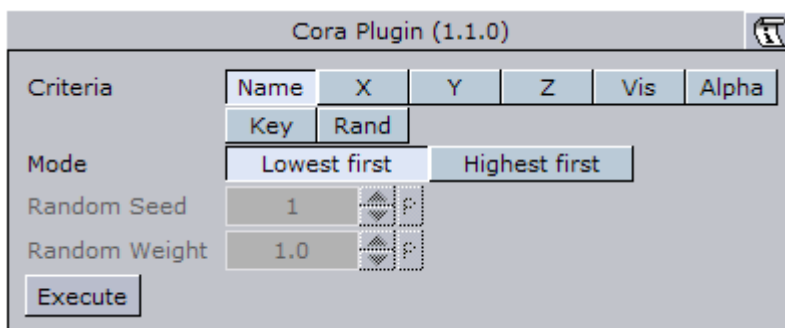 Cora Plugin (1.1.0)
Criteria Name X Y Z Vis Alpha
Key Rand
Mode Lowest first Highest first
Random Seed 1 P
Random Weight 1.0 P
Execute